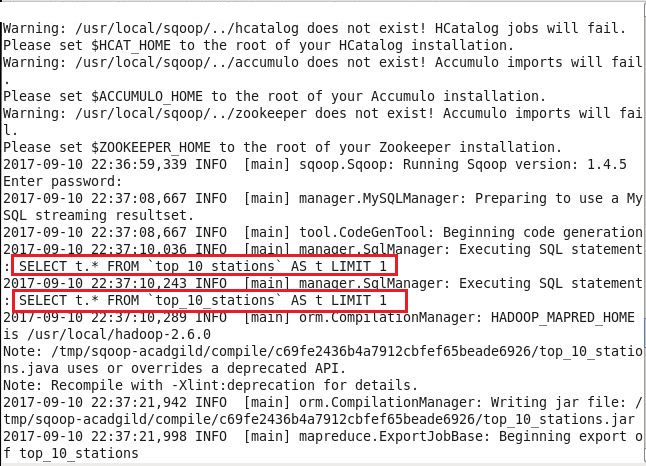 Warning: /usr/local/sqoop/../hcatalog does not exist! HCatalog jobs will fail.
Please set $HCAT_HOME to the root of your HCatalog installation.
Warning: /usr/local/sqoop/../accumulo does not exist! Accumulo imports will fail
.
Please set $ACCUMULO_HOME to the root of your Accumulo installation.
Warning: /usr/local/sqoop/../zookeeper does not exist! Accumulo imports will fai
l.
Please set $ZOOKEEPER_HOME to the root of your Zookeeper installation.
2017-09-10 22:36:59,339 INFO  [main] sqoop.Sqoop: Running Sqoop version: 1.4.5
Enter password:
2017-09-10 22:37:08,667 INFO  [main] manager.MySQLManager: Preparing to use a My
SQL streaming resultset.
2017-09-10 22:37:08,667 INFO  [main] tool.CodeGenTool: Beginning code generation
2017-09-10 22:37:10,036 INFO  [main] manager.SqlManager: Executing SQL statement
: SELECT t.* FROM `top_10_stations` AS t LIMIT 1
2017-09-10 22:37:10,243 INFO  [main] manager.SqlManager: Executing SQL statement
: SELECT t.* FROM `top_10_stations` AS t LIMIT 1
2017-09-10 22:37:10,289 INFO  [main] orm.CompilationManager: HADOOP_MAPRED_HOME
is /usr/local/hadoop-2.6.0
Note: /tmp/sqoop-acadgild/compile/c69fe2436b4a7912cbfef65beade6926/top_10_statio
ns.java uses or overrides a deprecated API.
Note: Recompile with -Xlint:deprecation for details.
2017-09-10 22:37:21,942 INFO  [main] orm.CompilationManager: Writing jar file: /
tmp/sqoop-acadgild/compile/c69fe2436b4a7912cbfef65beade6926/top_10_stations.jar
2017-09-10 22:37:21,998 INFO  [main] mapreduce.ExportJobBase: Beginning export o
f top_10_stations